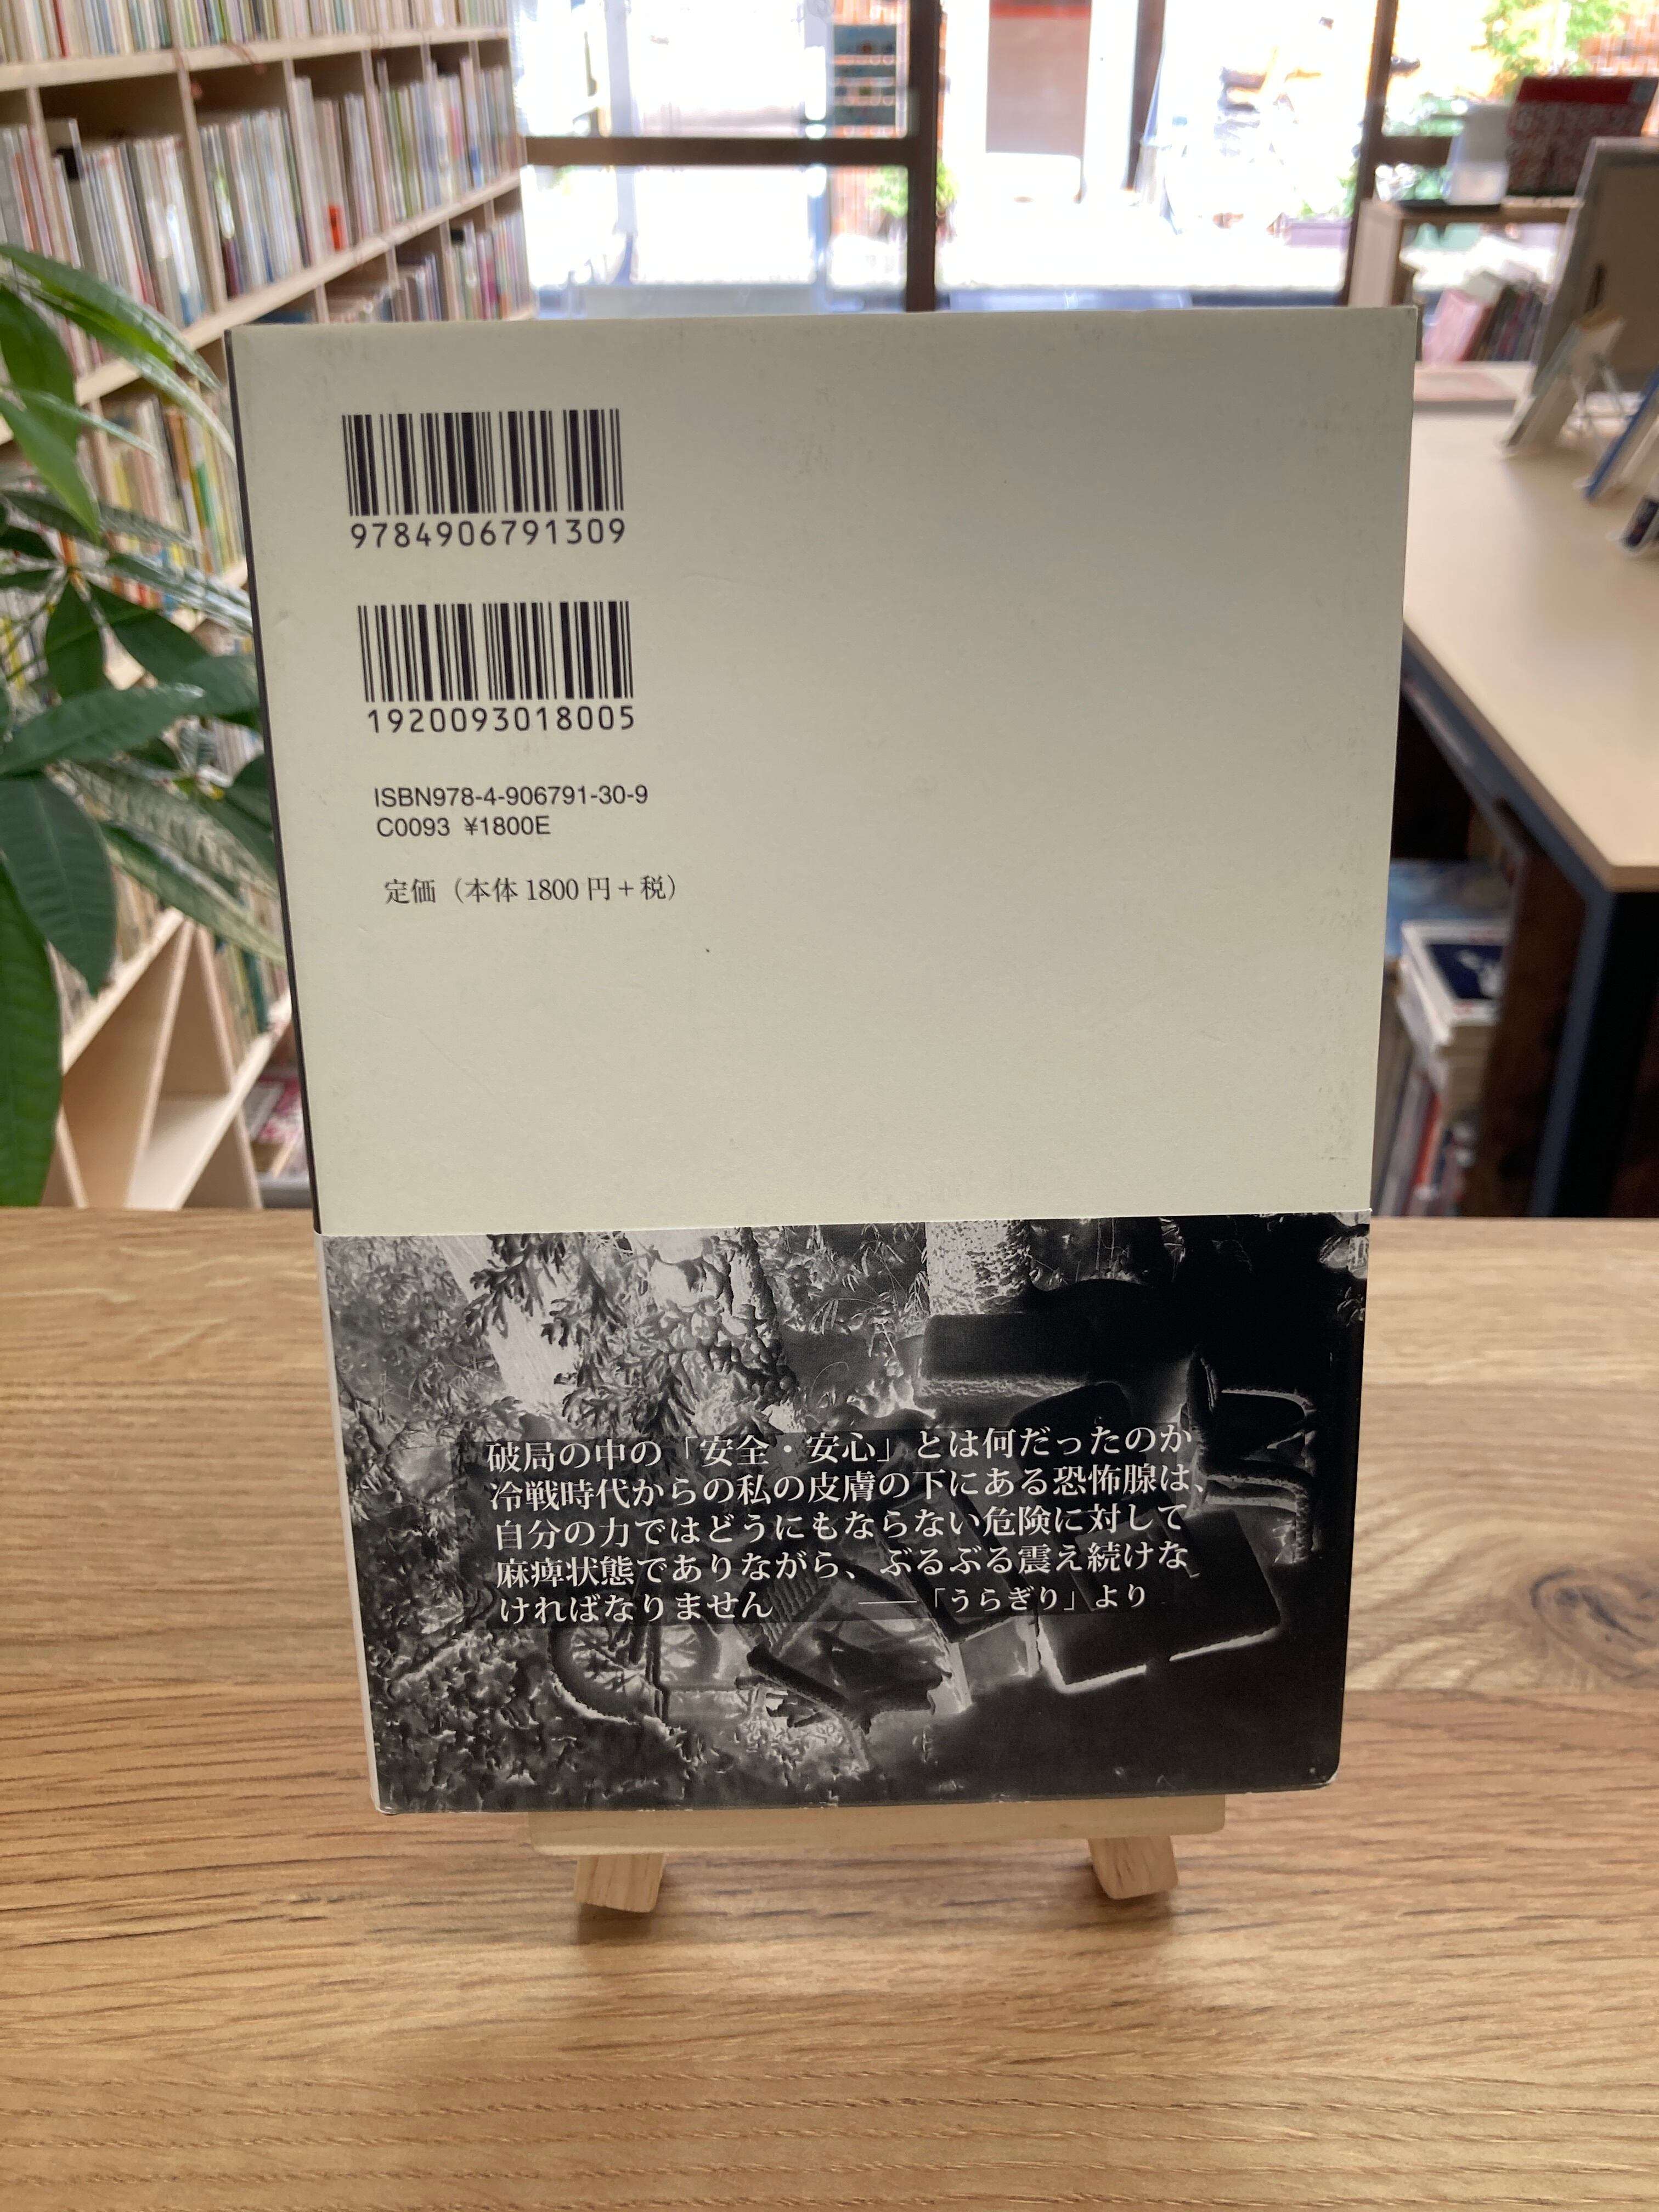 9784906791309
1920093018005
ISBN978-4-906791-30-9
C0093 ¥1800E
定価（本体1800円＋税）
破局の中の「安全・安心」とは何だったのか
冷戦時代からの私の皮膚の下にある恐怖腺は、
自分の力ではどうにもならない危険に対して
麻痺状態でありながら、ぶるぶる震え続けな
ければなりません　――「うらぎり」より